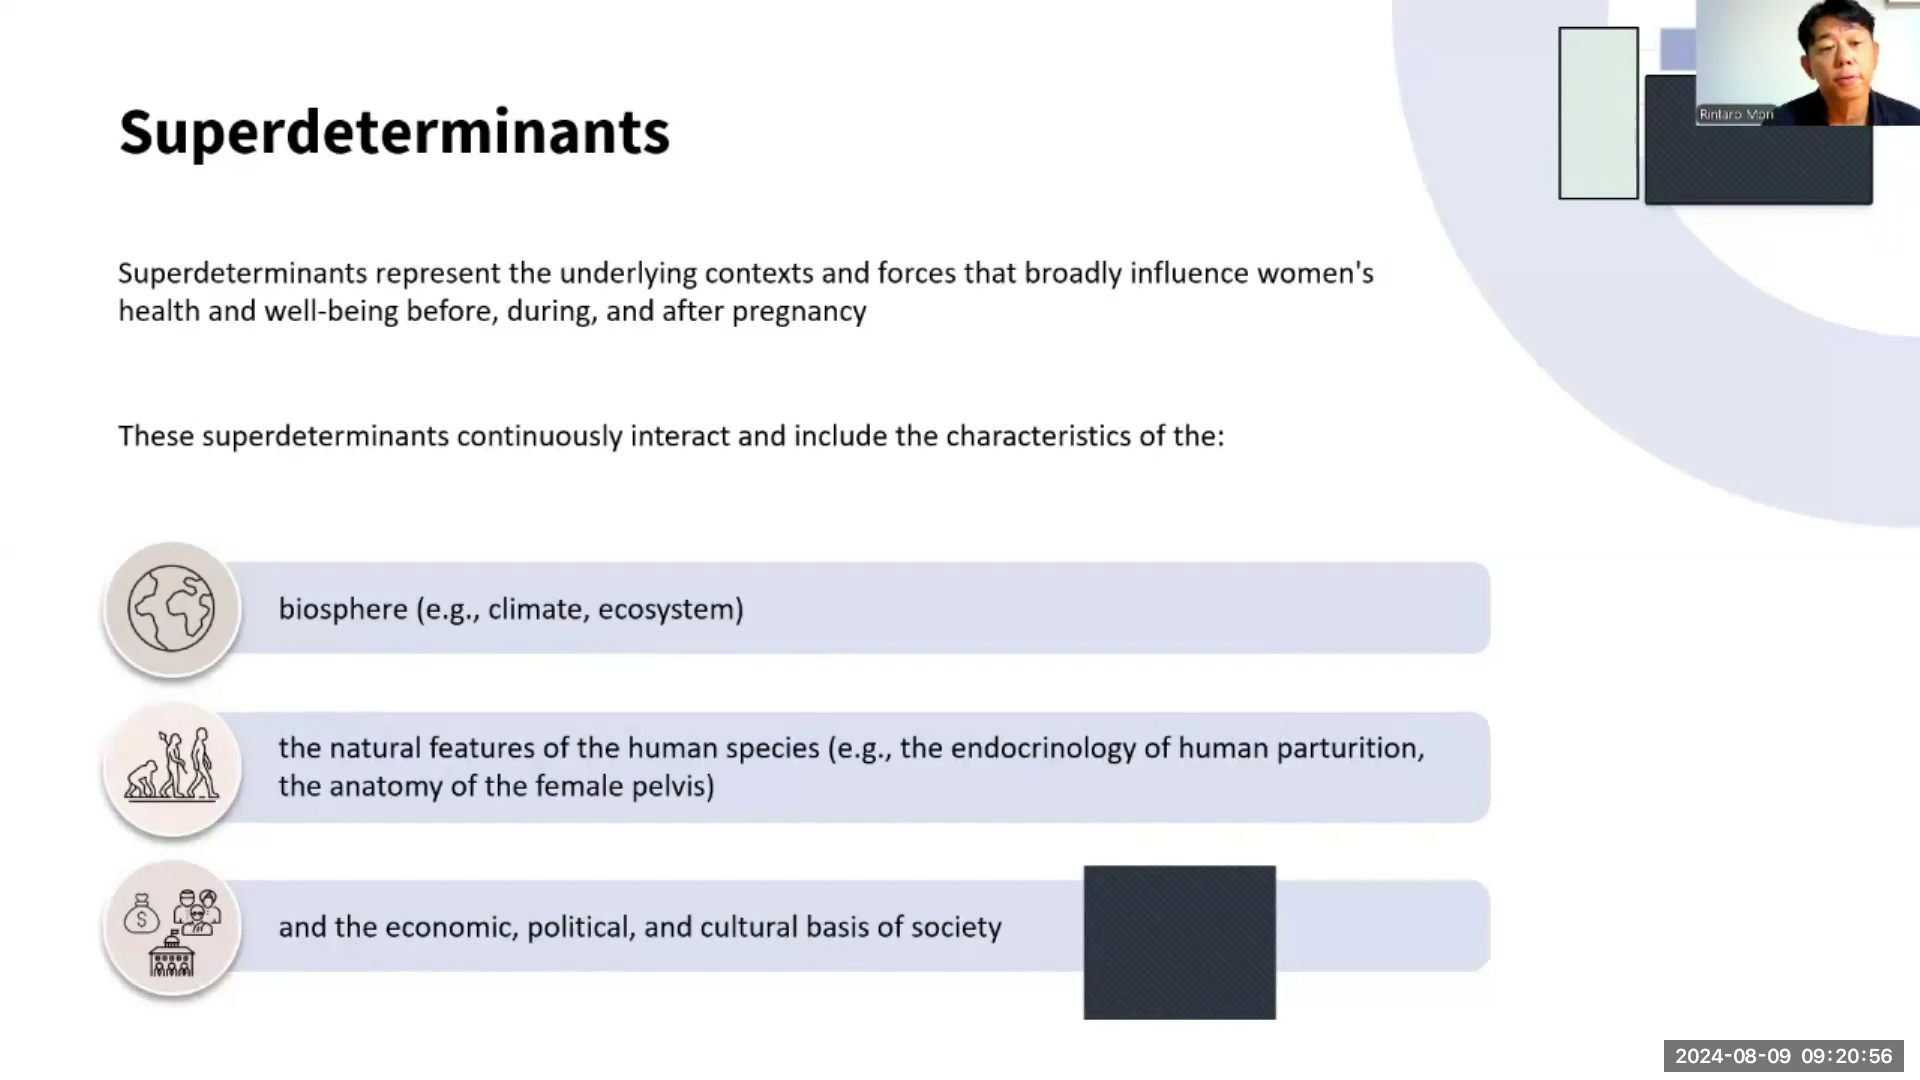 Rintaro Mori
Superdeterminants
Superdeterminants represent the underlying contexts and forces that broadly influence women's
health and well-being before, during, and after pregnancy
These superdeterminants continuously interact and include the characteristics of the:
biosphere (e.g., climate, ecosystem)
the natural features of the human species (e.g., the endocrinology of human parturition,
the anatomy of the female pelvis)
$
and the economic, political, and cultural basis of society
2024-08-09 09:20:56